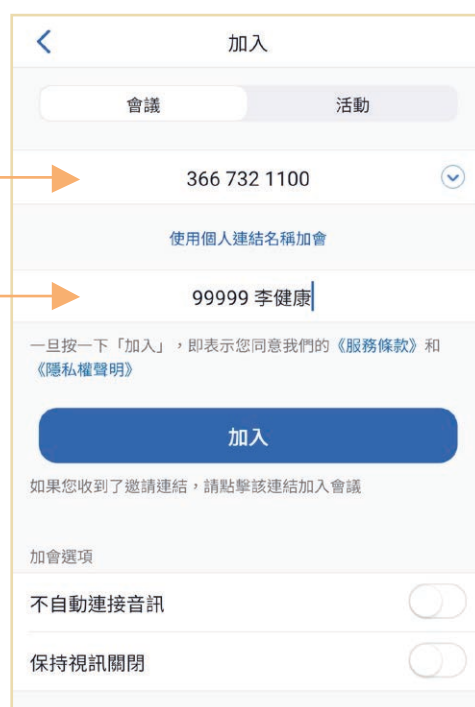 加入
會議
活動
366 732 1100
使用個人連結名稱加會
99999 李健康
一旦按一下「加入」，即表示您同意我們的《服務條款》和
《隱私權聲明》
加入
如果您收到了邀請連結，請點擊該連結加入會議
加會選項
不自動連接音訊
保持視訊關閉